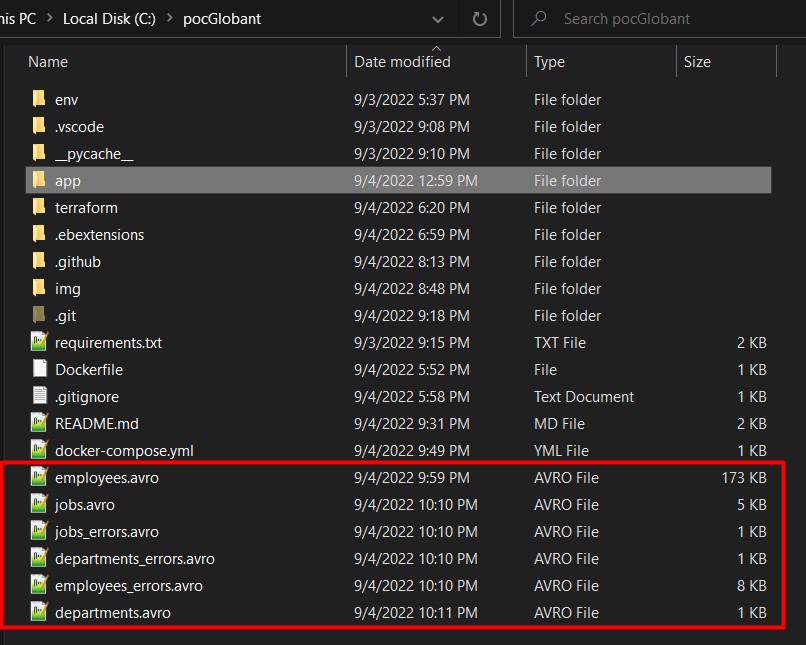 his PC > Local Disk (C:) > pocGlobant Search pocGlobant
Name Date modified Type Size
env 9/3/2022 5:37 PM File folder
.vscode 9/3/2022 9:08 PM File folder
__pycache__ 9/3/2022 9:10 PM File folder
app 9/4/2022 12:59 PM File folder
terraform 9/4/2022 6:20 PM File folder
.ebextensions 9/4/2022 6:59 PM File folder
.github 9/4/2022 8:13 PM File folder
img 9/4/2022 8:48 PM File folder
.git 9/4/2022 9:18 PM File folder
requirements.txt 9/3/2022 9:15 PM TXT File 2 KB
Dockerfile 9/4/2022 5:52 PM File 1 KB
.gitignore 9/4/2022 5:58 PM Text Document 1 KB
README.md 9/4/2022 9:31 PM MD File 2 KB
docker-compose.yml 9/4/2022 9:49 PM YML File 1 KB
employees.avro 9/4/2022 9:59 PM AVRO File 173 KB
jobs.avro 9/4/2022 10:10 PM AVRO File 5 KB
jobs_errors.avro 9/4/2022 10:10 PM AVRO File 1 KB
departments_errors.avro 9/4/2022 10:10 PM AVRO File 1 KB
employees_errors.avro 9/4/2022 10:10 PM AVRO File 8 KB
departments.avro 9/4/2022 10:11 PM AVRO File 1 KB